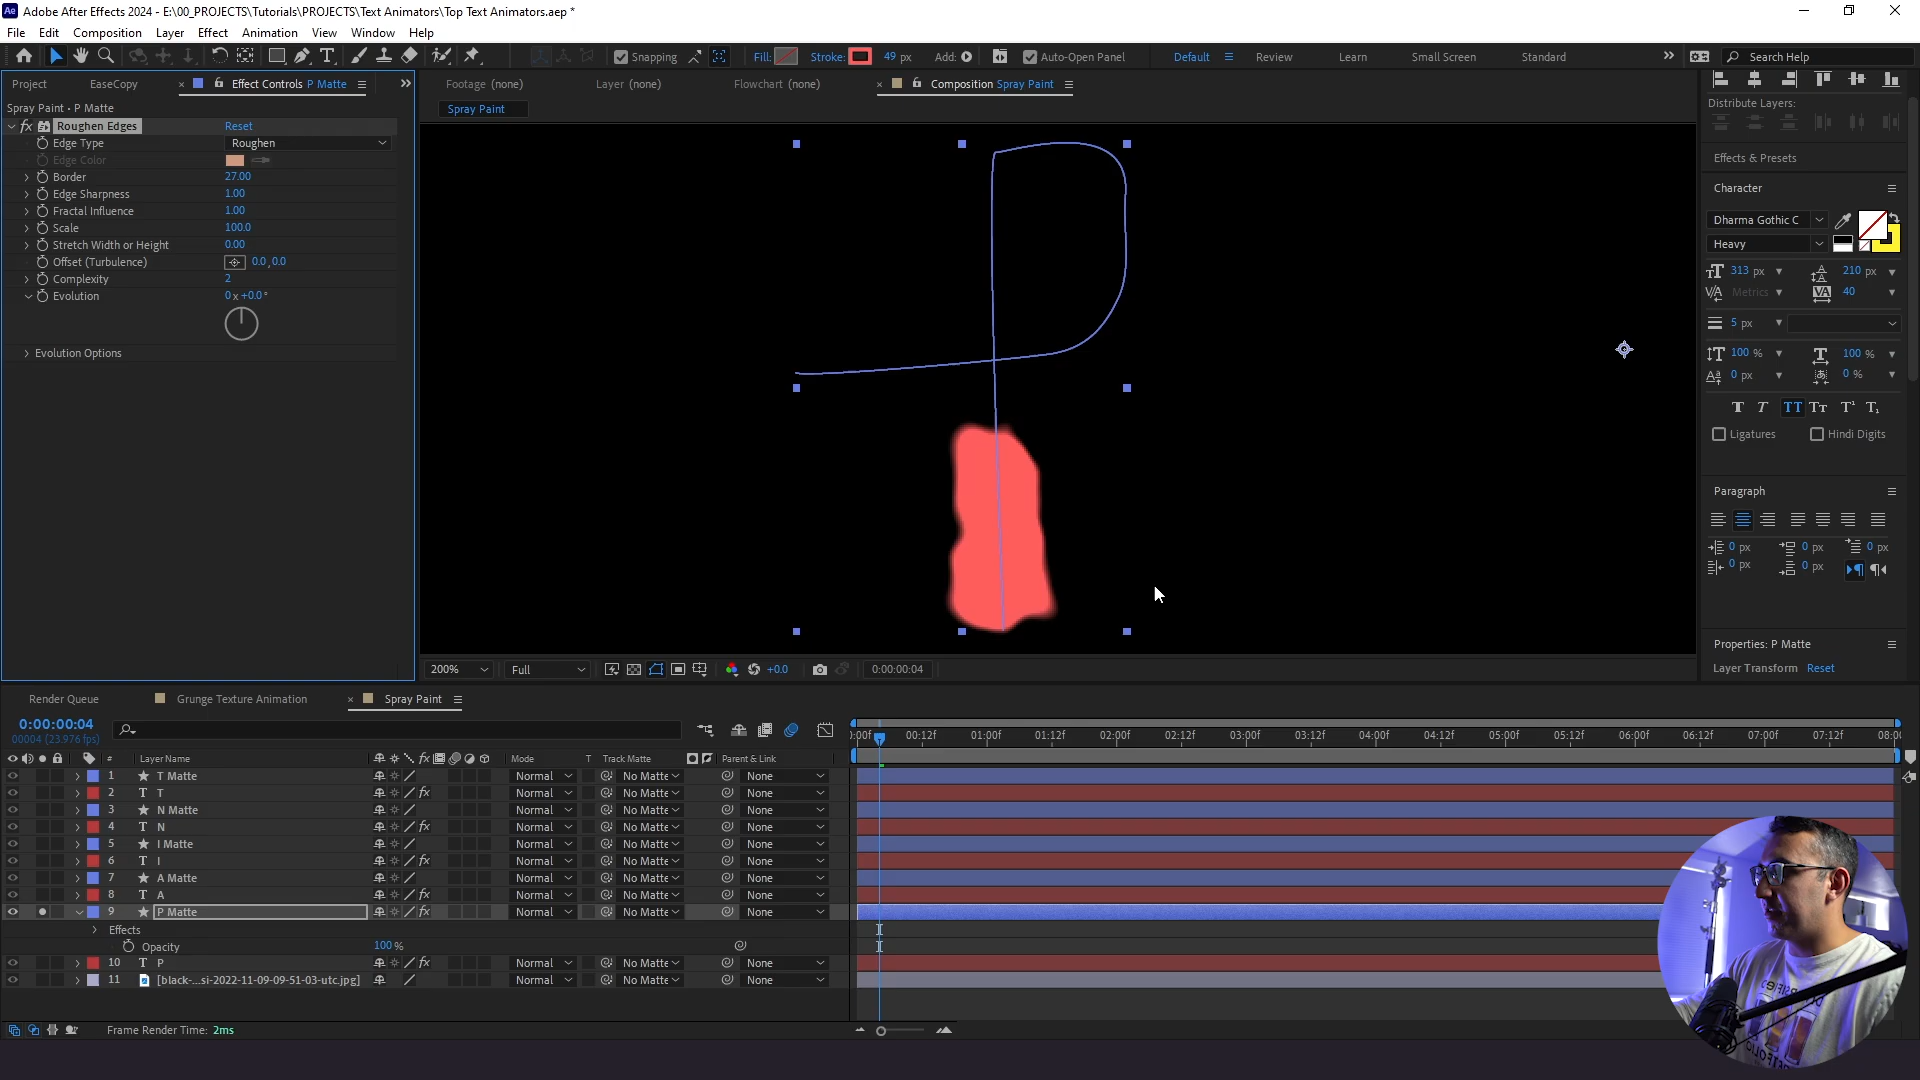 Adobe After Effects 2024 - E:\00_PROJECTS\Tutorials\PROJECTS\Text Animators\Top Text Animators.aep *
File Edit Composition Layer Effect Animation View Window Help
Snapping Fill: Stroke: 49 px Add: Auto-Open Panel Default Review Learn Small Screen Standard Search Help
Project EaseCopy Effect Controls P Matte
Footage (none) Layer (none) Flowchart (none) Composition Spray Paint
Spray Paint • P Matte
Spray Paint
Roughen Edges Reset
Edge Type Roughen
Edge Color
Border 27.00
Edge Sharpness 1.00
Fractal Influence 1.00
Scale 100.0
Stretch Width or Height 0.00
Offset (Turbulence) 0.0,0.0
Complexity 2
Evolution 0x+0.0°
Evolution Options
200% Full +0.0 0:00:00:04
Distribute Layers:
Effects & Presets
Character
Dharma Gothic C
Heavy
313 px 210 px
Metrics 40
5 px
100 % 100 %
0 px 0 %
Ligatures Hindi Digits
Paragraph
0 px 0 px 0 px
0 px 0 px
Properties: P Matte
Layer Transform Reset
Render Queue Grunge Texture Animation Spray Paint
0:00:00:04
00004 (23.976 fps)
:00f 00:12f 01:00f 01:12f 02:00f 02:12f 03:00f 03:12f 04:00f 04:12f 05:00f 05:12f 06:00f 06:12f 07:00f 07:12f 08:00
# Layer Name Mode T Track Matte Parent & Link
1 T Matte Normal No Matte None
2 T T Normal No Matte None
3 N Matte Normal No Matte None
4 T N Normal No Matte None
5 I Matte Normal No Matte None
6 T I Normal No Matte None
7 A Matte Normal No Matte None
8 T A Normal No Matte None
9 P Matte Normal No Matte None
Effects
Opacity 100 %
10 T P Normal No Matte None
11 [black-...si-2022-11-09-09-51-03-utc.jpg] Normal No Matte None
Frame Render Time: 2ms